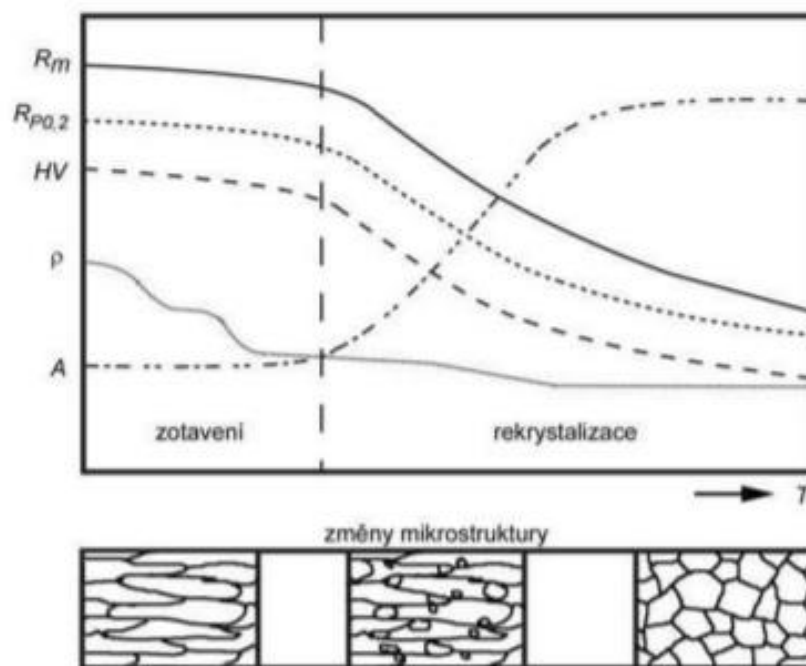 Rm
RP0,2
HV
ρ
A
zotavení
rekrystalizace
T
změny mikrostruktury